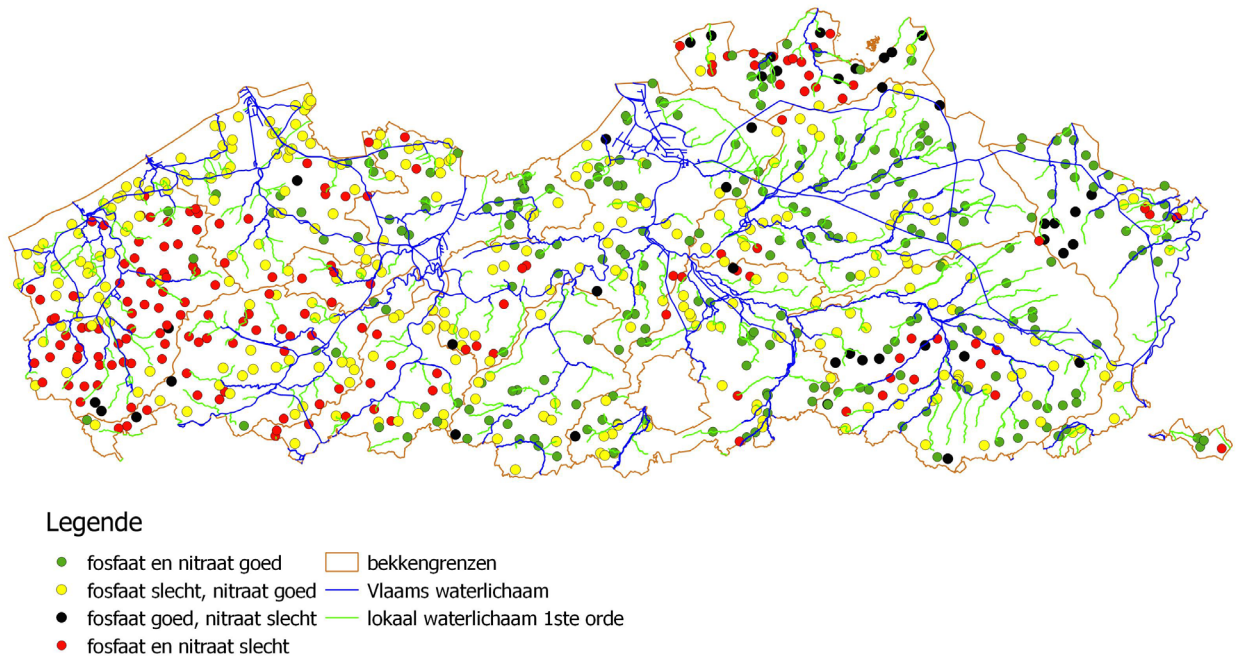 Legende
fosfaat en nitraat goed
fosfaat slecht, nitraat goed
fosfaat goed, nitraat slecht
fosfaat en nitraat slecht
bekkengrenzen
Vlaams waterlichaam
lokaal waterlichaam 1ste orde